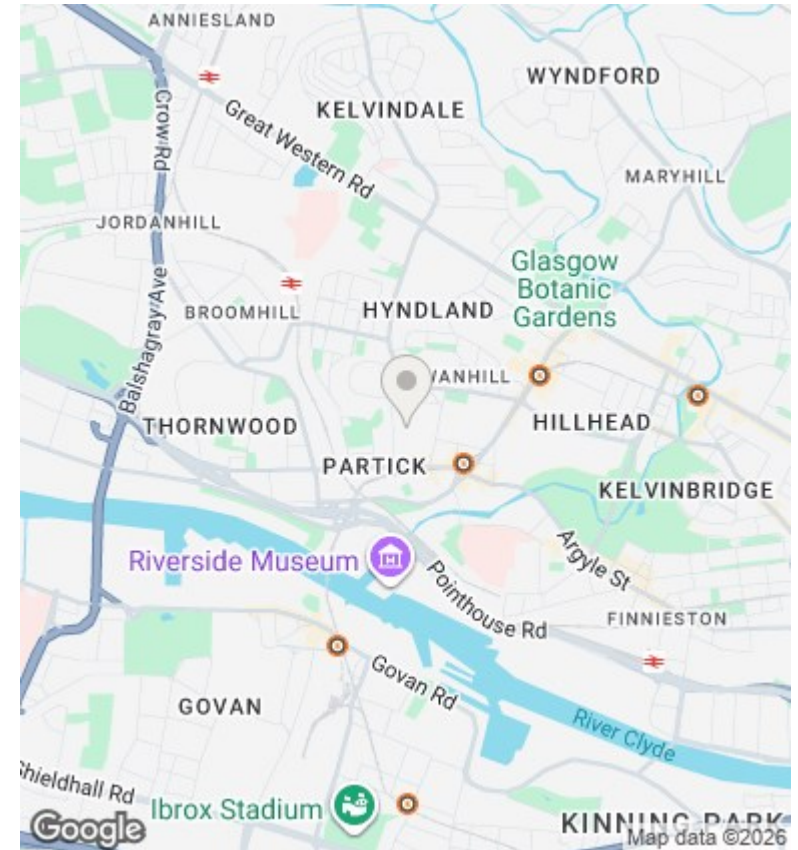 ANNIESLAND
WYNDFORD
KELVINDALE
Crow Rd
Great Western Rd
MARYHILL
JORDANHILL
Glasgow
Botanic
Gardens
BROOMHILL
HYNDLAND
Balshagray Ave
VANHILL
THORNWOOD
HILLHEAD
PARTICK
KELVINBRIDGE
Riverside Museum
Argyle St
Pointhouse Rd
FINNIESTON
Govan Rd
GOVAN
River Clyde
Shieldhall Rd
Ibrox Stadium
KINNING PARK
Google
Map data ©2026